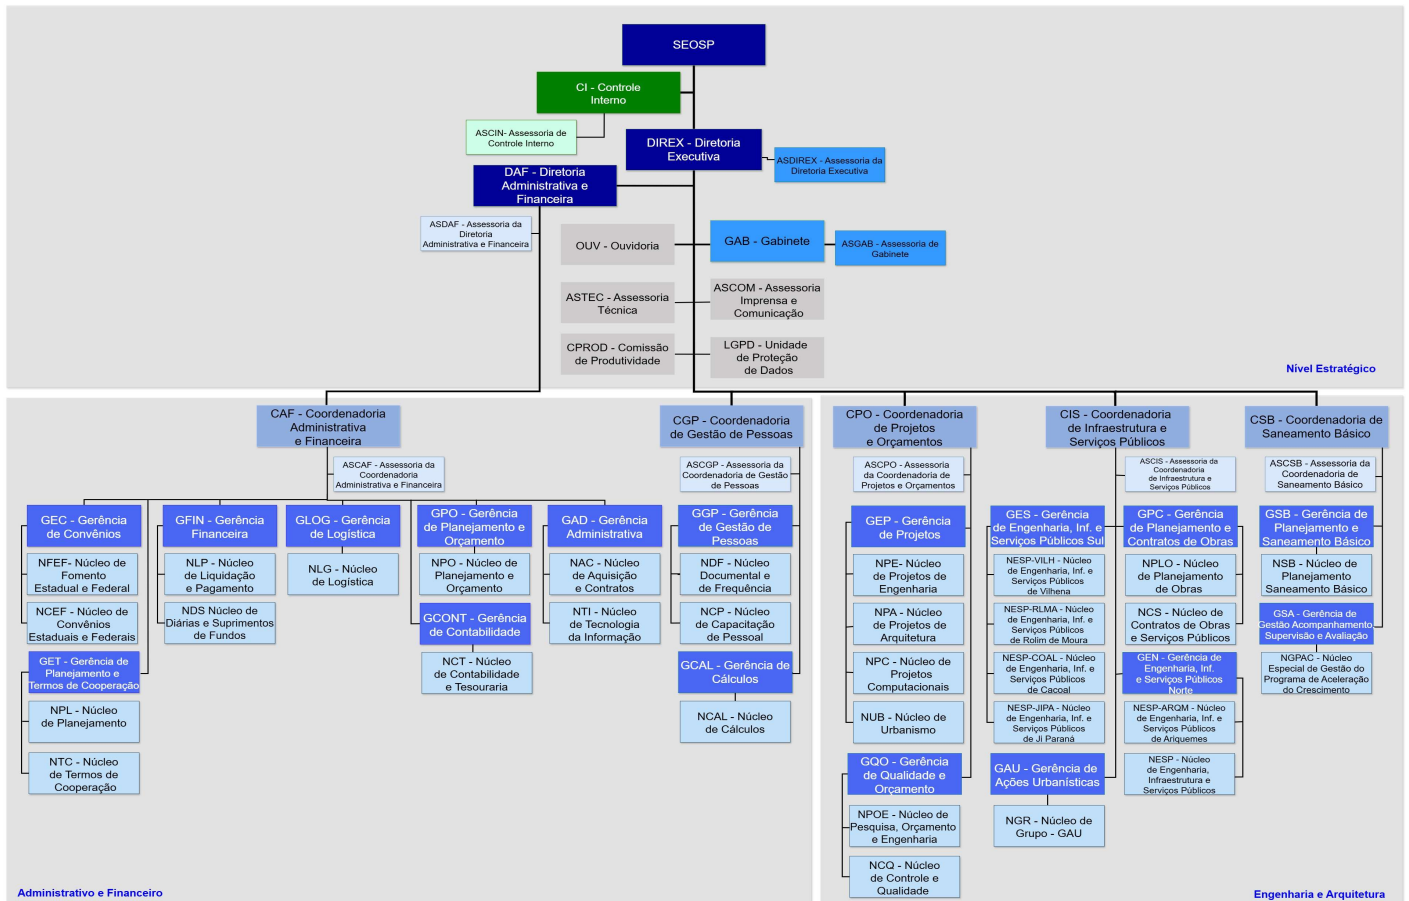 SEOSP
CI - Controle
Interno
ASCIN- Assessoria de
Controle Interno
DIREX - Diretoria
Executiva
ASDIREX - Assessoria da
Diretoria Executiva
DAF - Diretoria
Administrativa e
Financeira
ASDAF - Assessoria da
Diretoria
Administrativa e Financeira
OUV - Ouvidoria
GAB - Gabinete
ASGAB - Assessoria de
Gabinete
ASTEC - Assessoria
Técnica
ASCOM - Assessoria
Imprensa e
Comunicação
CPROD - Comissão
de Produtividade
LGPD - Unidade
de Proteção
de Dados
Nível Estratégico
CAF - Coordenadoria
Administrativa
e Financeira
ASCAF - Assessoria da
Coordenadoria
Administrativa e Financeira
GEC - Gerência
de Convênios
NFEF- Núcleo de
Fomento
Estadual e Federal
NCEF - Núcleo de
Convênios
Estaduais e Federais
GET - Gerência de
Planejamento e
Termos de Cooperação
NPL - Núcleo
de Planejamento
NTC - Núcleo
de Termos de
Cooperação
GFIN - Gerência
Financeira
NLP - Núcleo
de Liquidação
e Pagamento
NDS Núcleo de
Diárias e Suprimentos
de Fundos
GLOG - Gerência
de Logística
NLG - Núcleo
de Logística
GPO - Gerência
de Planejamento e
Orçamento
NPO - Núcleo de
Planejamento e
Orçamento
GCONT - Gerência
de Contabilidade
NCT - Núcleo
de Contabilidade
e Tesouraria
GAD - Gerência
Administrativa
NAC - Núcleo
de Aquisição
e Contratos
NTI - Núcleo
de Tecnologia
da Informação
CGP - Coordenadoria
de Gestão de Pessoas
ASCGP - Assessoria da
Coordenadoria de Gestão
de Pessoas
GGP - Gerência
de Gestão de
Pessoas
NDF - Núcleo
Documental e
de Frequência
NCP - Núcleo
de Capacitação
de Pessoal
GCAL - Gerência de
Cálculos
NCAL - Núcleo
de Cálculos
Administrativo e Financeiro
CPO - Coordenadoria
de Projetos
e Orçamentos
ASCPO - Assessoria
da Coordenadoria de
Projetos e Orçamentos
GEP - Gerência
de Projetos
NPE- Núcleo
de Projetos de
Engenharia
NPA - Núcleo
de Projetos de
Arquitetura
NPC - Núcleo de
Projetos
Computacionais
NUB - Núcleo de
Urbanismo
GQO - Gerência
de Qualidade e
Orçamento
NPOE - Núcleo de
Pesquisa, Orçamento
e Engenharia
NCQ - Núcleo
de Controle e
Qualidade
CIS - Coordenadoria
de Infraestrutura e
Serviços Públicos
ASCIS - Assessoria da
Coordenadoria
de Infraestrutura e
Serviços Públicos
GES - Gerência
de Engenharia, Inf. e
Serviços Públicos Sul
NESP-VILH - Núcleo
de Engenharia, Inf. e
Serviços Públicos
de Vilhena
NESP-RLMA - Núcleo
de Engenharia, Inf. e
Serviços Públicos
de Rolim de Moura
NESP-COAL - Núcleo
de Engenharia, Inf. e
Serviços Públicos
de Cacoal
NESP-JIPA - Núcleo
de Engenharia, Inf. e
Serviços Públicos
de Ji Paraná
GAU - Gerência de
Ações Urbanísticas
NGR - Núcleo de
Grupo - GAU
GPC - Gerência
de Planejamento e
Contratos de Obras
NPLO - Núcleo
de Planejamento
de Obras
NCS - Núcleo de
Contratos de Obras
e Serviços Públicos
GEN - Gerência de
Engenharia, Inf.
e Serviços Públicos
Norte
NESP-ARQM - Núcleo
de Engenharia, Inf. e
Serviços Públicos
de Ariquemes
NESP - Núcleo
de Engenharia,
Infraestrutura e
Serviços Públicos
CSB - Coordenadoria de
Saneamento Básico
ASCSB - Assessoria
da Coordenadoria de
Saneamento Básico
GSB - Gerência de
Planejamento e
Saneamento Básico
NSB - Núcleo de
Planejamento
Saneamento Básico
GSA - Gerência de
Gestão Acompanhamento
Supervisão e Avaliação
NGPAC - Núcleo
Especial de Gestão do
Programa de Aceleração
do Crescimento
Engenharia e Arquitetura